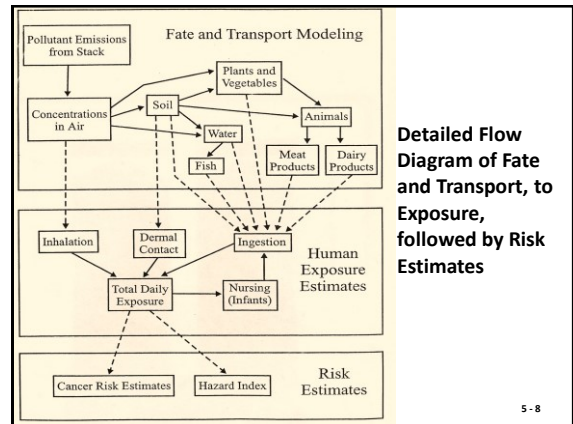 Fate and Transport Modeling
Pollutant Emissions
from Stack
Concentrations
in Air
Soil
Plants and
Vegetables
Water
Fish
Animals
Meat
Products
Dairy
Products
Inhalation
Dermal
Contact
Ingestion
Human
Exposure
Estimates
Total Daily
Exposure
Nursing
(Infants)
Cancer Risk Estimates
Hazard Index
Risk
Estimates
Detailed Flow
Diagram of Fate
and Transport, to
Exposure,
followed by Risk
Estimates
5 - 8